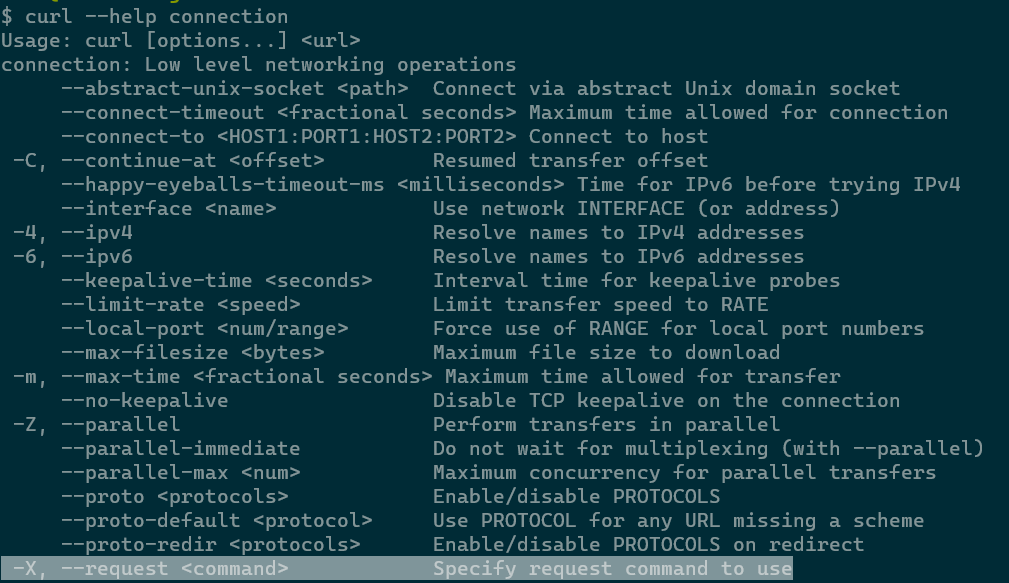 $ curl --help connection
Usage: curl [options...] <url>
connection: Low level networking operations
     --abstract-unix-socket <path>  Connect via abstract Unix domain socket
     --connect-timeout <fractional seconds> Maximum time allowed for connection
     --connect-to <HOST1:PORT1:HOST2:PORT2> Connect to host
 -C, --continue-at <offset>         Resumed transfer offset
     --happy-eyeballs-timeout-ms <milliseconds> Time for IPv6 before trying IPv4
     --interface <name>             Use network INTERFACE (or address)
 -4, --ipv4                         Resolve names to IPv4 addresses
 -6, --ipv6                         Resolve names to IPv6 addresses
     --keepalive-time <seconds>     Interval time for keepalive probes
     --limit-rate <speed>           Limit transfer speed to RATE
     --local-port <num/range>       Force use of RANGE for local port numbers
     --max-filesize <bytes>         Maximum file size to download
 -m, --max-time <fractional seconds> Maximum time allowed for transfer
     --no-keepalive                 Disable TCP keepalive on the connection
 -Z, --parallel                     Perform transfers in parallel
     --parallel-immediate           Do not wait for multiplexing (with --parallel)
     --parallel-max <num>           Maximum concurrency for parallel transfers
     --proto <protocols>            Enable/disable PROTOCOLS
     --proto-default <protocol>     Use PROTOCOL for any URL missing a scheme
     --proto-redir <protocols>      Enable/disable PROTOCOLS on redirect
 -X, --request <command>            Specify request command to use